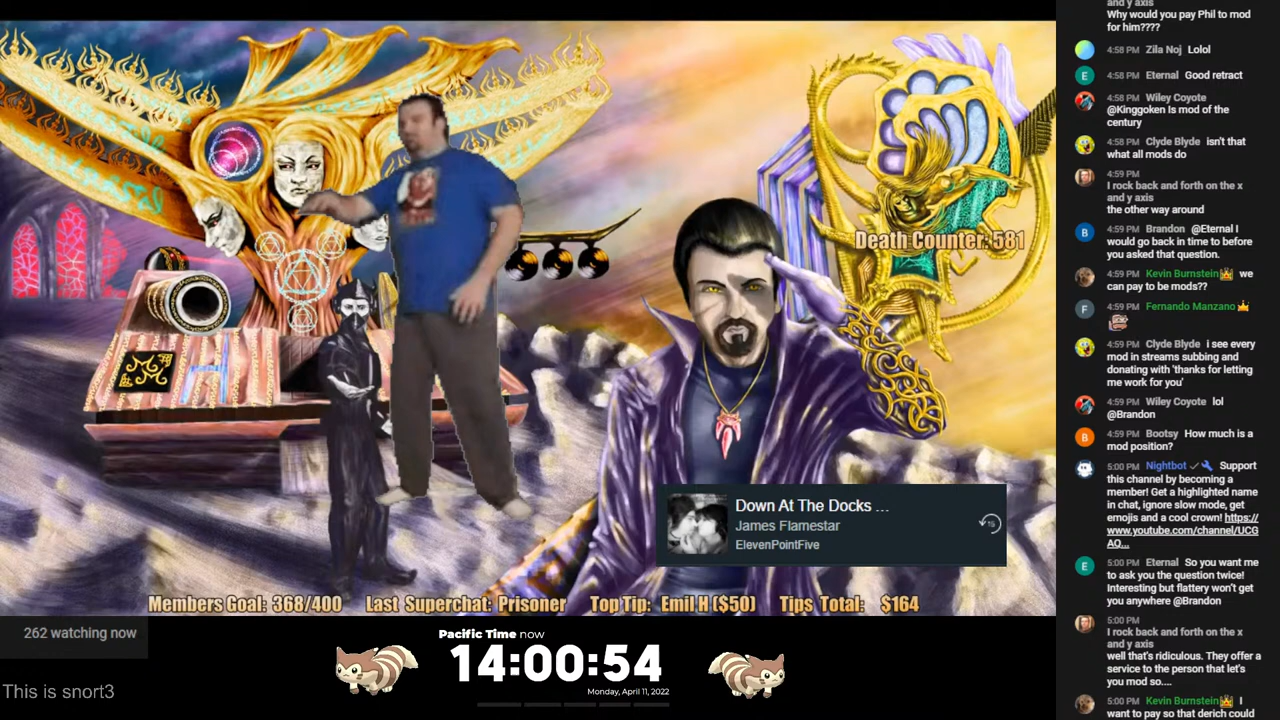 Death Counter: 581
Down At The Docks ...
James Flamestar
ElevenPointFive
15
Members Goal: 368/400 Last Superchat: Prisoner Top Tip: Emil H ($50) Tips Total: $164
262 watching now
This is snort3
Pacific Time now
14:00:54
Monday, April 11, 2022
and y axis
Why would you pay Phil to mod
for him????
4:58 PM Zila Noj Lolol
E 4:58 PM Eternal Good retract
4:58 PM Wiley Coyote
@Kinggoken Is mod of the
century
4:58 PM Clyde Blyde isn't that
what all mods do
4:59 PM
I rock back and forth on the x
and y axis
the other way around
B 4:59 PM Brandon @Eternal I
would go back in time to before
you asked that question.
4:59 PM Kevin Burnstein we
can pay to be mods??
F 4:59 PM Fernando Manzano
4:59 PM Clyde Blyde i see every
mod in streams subbing and
donating with 'thanks for letting
me work for you'
4:59 PM Wiley Coyote lol
@Brandon
B 4:59 PM Bootsy How much is a
mod position?
5:00 PM Nightbot Support
this channel by becoming a
member! Get a highlighted name
in chat, ignore slow mode, get
emojis and a cool crown! https://
www.youtube.com/channel/UCG
AQ...
E 5:00 PM Eternal So you want me
to ask you the question twice!
Interesting but flattery won't get
you anywhere @Brandon
5:00 PM
I rock back and forth on the x
and y axis
well that's ridiculous. They offer a
service to the person that let's
you mod so....
5:00 PM Kevin Burnstein I
want to pay so that derich could